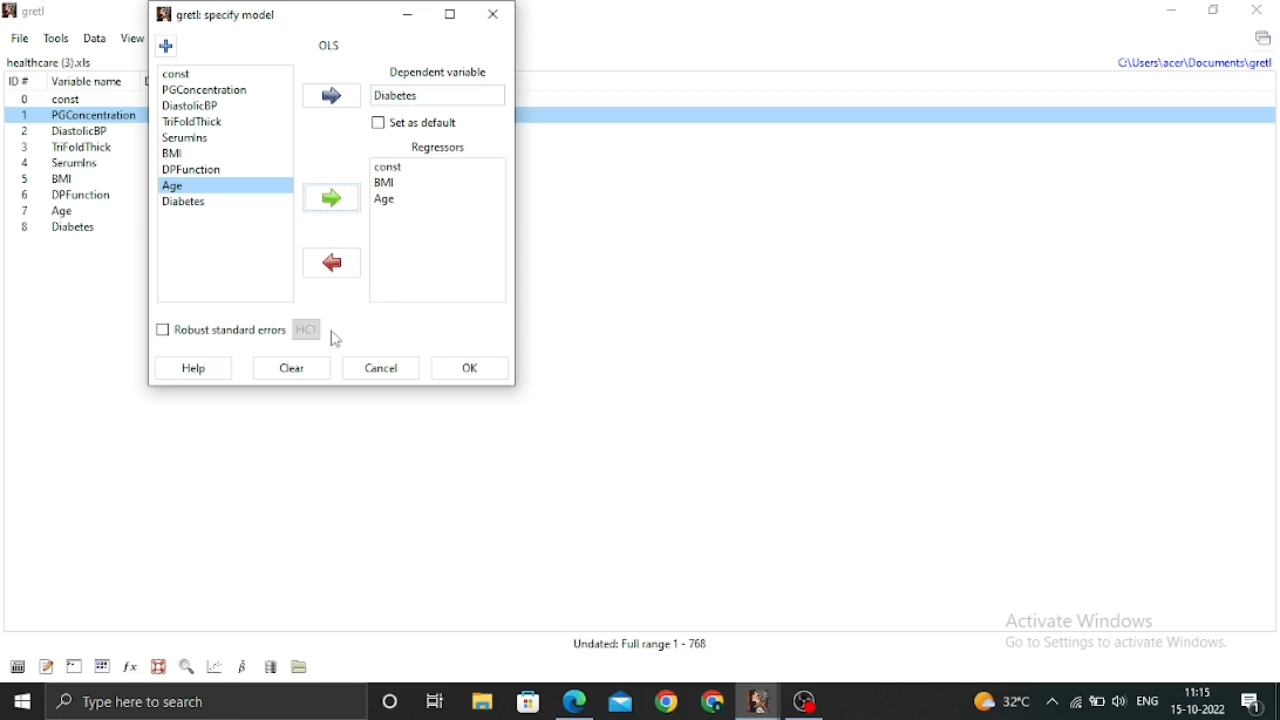 gretl
gretl: specify model
File Tools Data View
OLS
healthcare (3).xls
C:\Users\acer\Documents\gretl
ID # Variable name
0 const
1 PGConcentration
2 DiastolicBP
3 TriFoldThick
4 SerumIns
5 BMI
6 DPFunction
7 Age
8 Diabetes
const
PGConcentration
DiastolicBP
TriFoldThick
SerumIns
BMI
DPFunction
Age
Diabetes
Dependent variable
Diabetes
Set as default
Regressors
const
BMI
Age
Robust standard errors HC1
Help Clear Cancel OK
Activate Windows
Go to Settings to activate Windows.
Undated: Full range 1 - 768
fx
β
Type here to search
32°C
ENG
11:15
15-10-2022
1